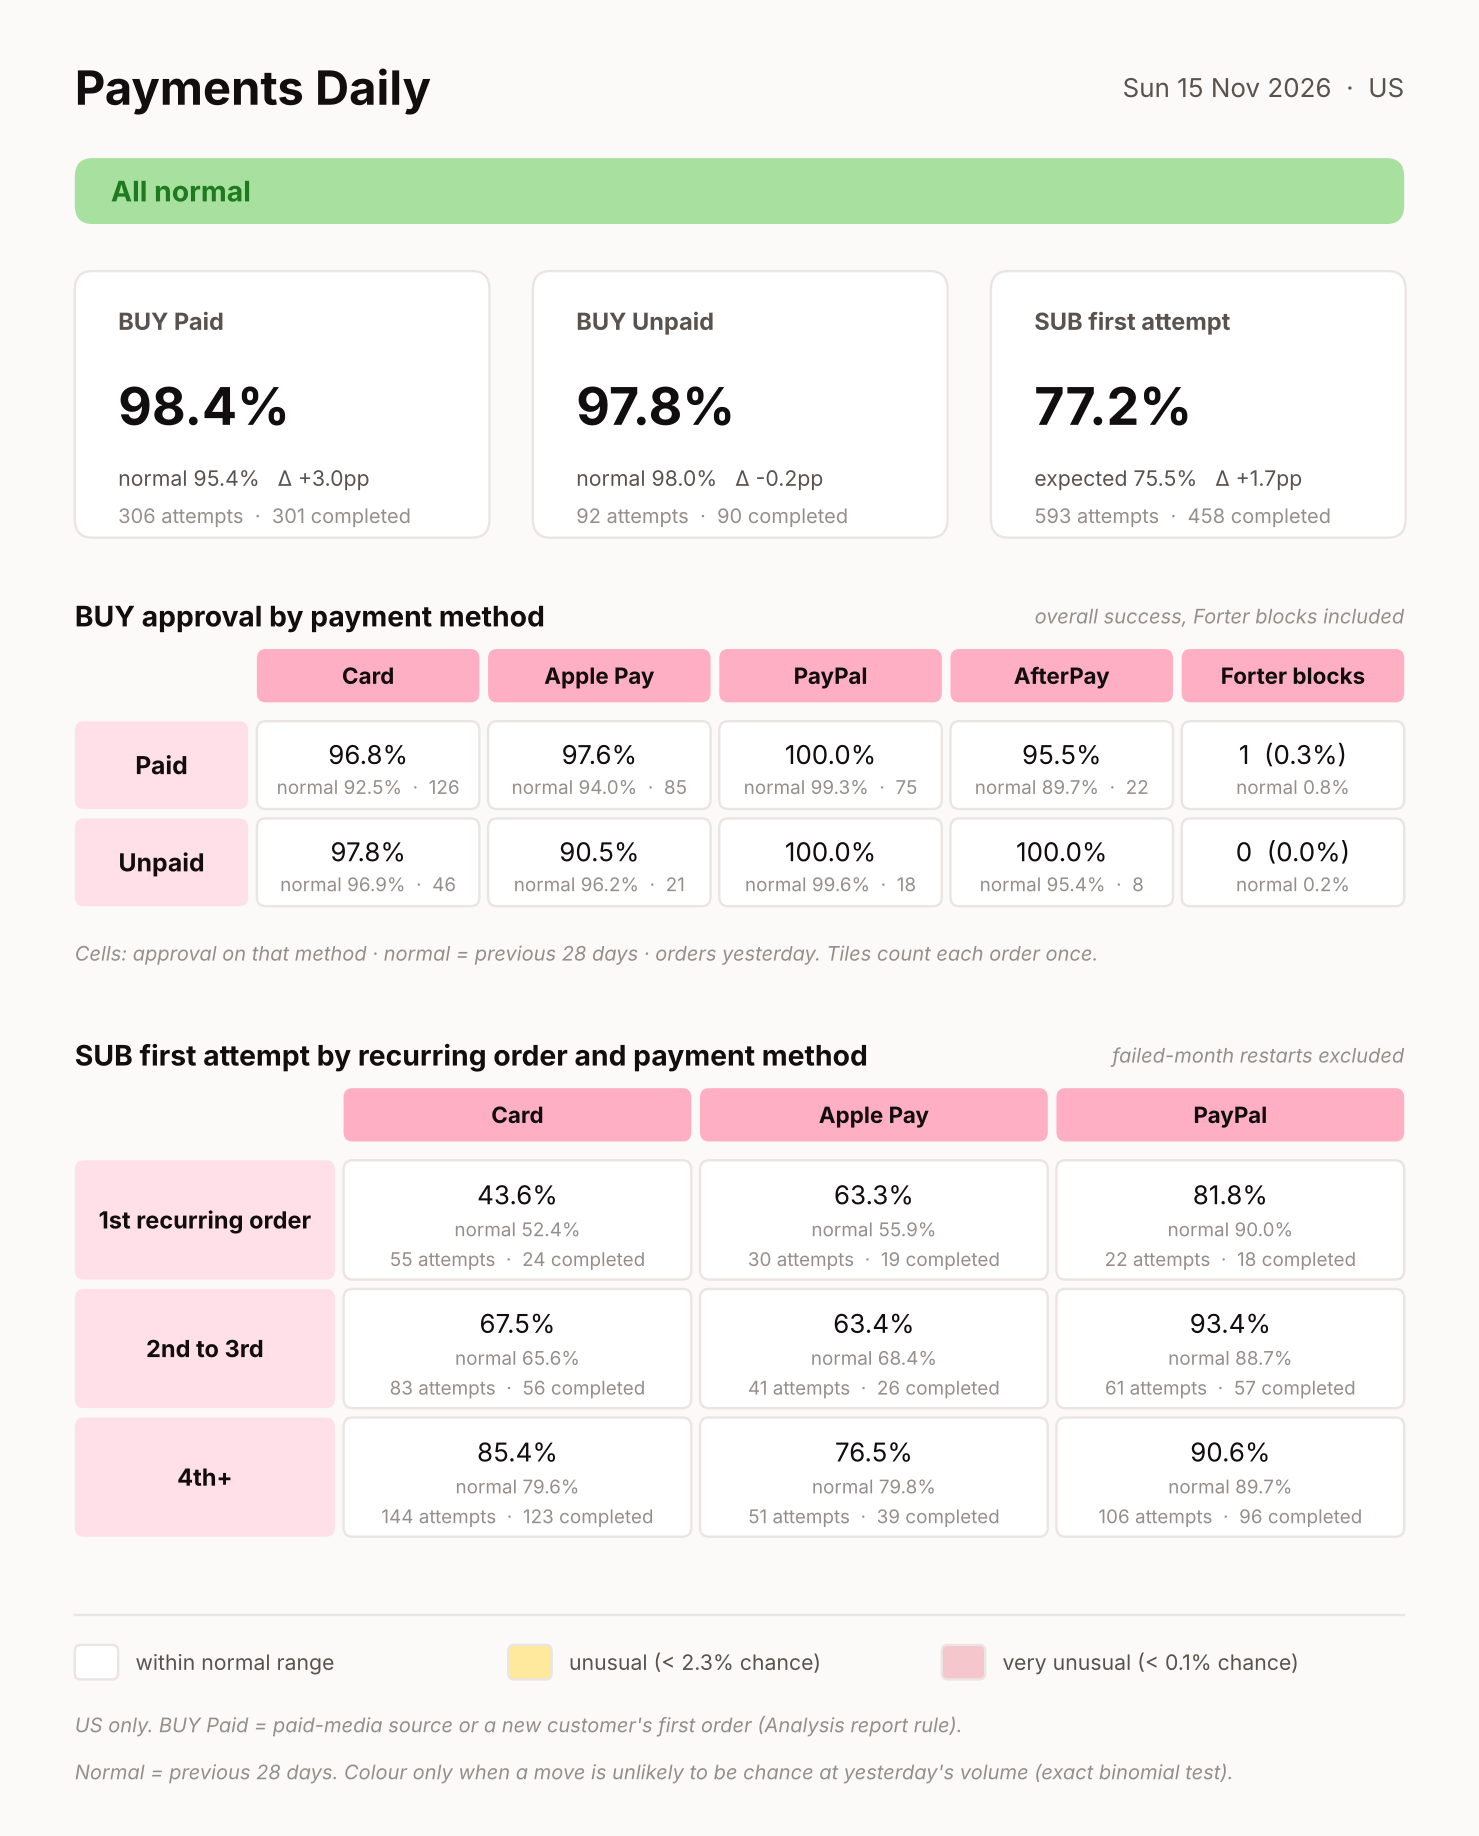 Payments Daily
Sun 15 Nov 2026 · US
All normal
BUY Paid
98.4%
normal 95.4% Δ +3.0pp
306 attempts · 301 completed
BUY Unpaid
97.8%
normal 98.0% Δ -0.2pp
92 attempts · 90 completed
SUB first attempt
77.2%
expected 75.5% Δ +1.7pp
593 attempts · 458 completed
BUY approval by payment method
overall success, Forter blocks included
Card Apple Pay PayPal AfterPay Forter blocks
Paid
96.8% 97.6% 100.0% 95.5% 1 (0.3%)
normal 92.5% · 126 normal 94.0% · 85 normal 99.3% · 75 normal 89.7% · 22 normal 0.8%
Unpaid
97.8% 90.5% 100.0% 100.0% 0 (0.0%)
normal 96.9% · 46 normal 96.2% · 21 normal 99.6% · 18 normal 95.4% · 8 normal 0.2%
Cells: approval on that method · normal = previous 28 days · orders yesterday. Tiles count each order once.
SUB first attempt by recurring order and payment method
failed-month restarts excluded
Card Apple Pay PayPal
1st recurring order
43.6% 63.3% 81.8%
normal 52.4% normal 55.9% normal 90.0%
55 attempts · 24 completed 30 attempts · 19 completed 22 attempts · 18 completed
2nd to 3rd
67.5% 63.4% 93.4%
normal 65.6% normal 68.4% normal 88.7%
83 attempts · 56 completed 41 attempts · 26 completed 61 attempts · 57 completed
4th+
85.4% 76.5% 90.6%
normal 79.6% normal 79.8% normal 89.7%
144 attempts · 123 completed 51 attempts · 39 completed 106 attempts · 96 completed
within normal range
unusual (< 2.3% chance)
very unusual (< 0.1% chance)
US only. BUY Paid = paid-media source or a new customer's first order (Analysis report rule).
Normal = previous 28 days. Colour only when a move is unlikely to be chance at yesterday's volume (exact binomial test).